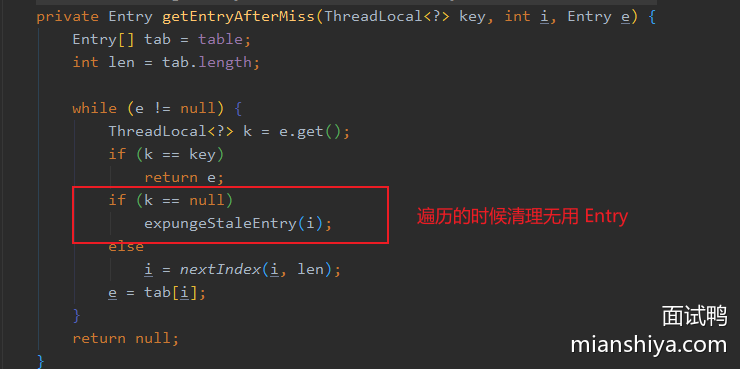 private Entry getEntryAfterMiss(ThreadLocal<?> key, int i, Entry e) {
    Entry[] tab = table;
    int len = tab.length;

    while (e != null) {
        ThreadLocal<?> k = e.get();
        if (k == key)
            return e;
        if (k == null)
            expungeStaleEntry(i);
        else
            i = nextIndex(i, len);
        e = tab[i];
    }
    return null;
}
遍历的时候清理无用 Entry
面试鸭
mianshiya.com